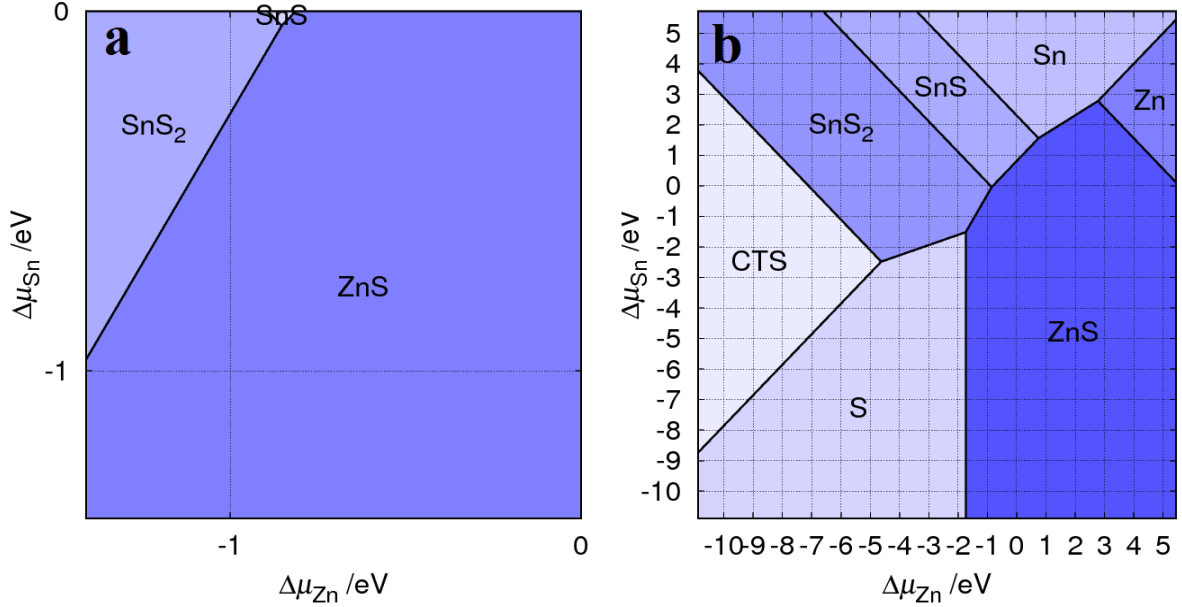 a
0
SnS
SnS2
ZnS
-1
ΔμSn /eV
-1
0
ΔμZn /eV
b
5
4
3
2
1
0
-1
-2
-3
-4
-5
-6
-7
-8
-9
-10
ΔμSn /eV
Sn
SnS
Zn
SnS2
CTS
ZnS
S
-10 -9 -8 -7 -6 -5 -4 -3 -2 -1 0 1 2 3 4 5
ΔμZn /eV